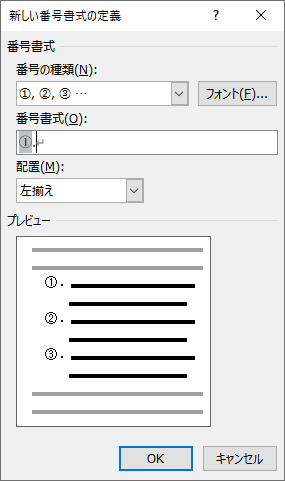 新しい番号書式の定義 ? ×
番号書式
番号の種類(N):
①, ②, ③ … フォント(F)...
番号書式(O):
①.↵
配置(M):
左揃え
プレビュー
①.
②.
③.
OK キャンセル